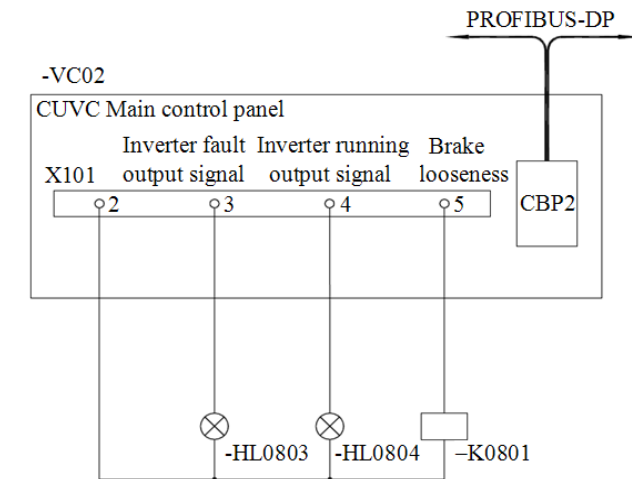 PROFIBUS-DP
-VC02
CUVC Main control panel
Inverter fault Inverter running Brake
X101 output signal output signal looseness
2 3 4 5 CBP2
-HL0803 -HL0804 –K0801